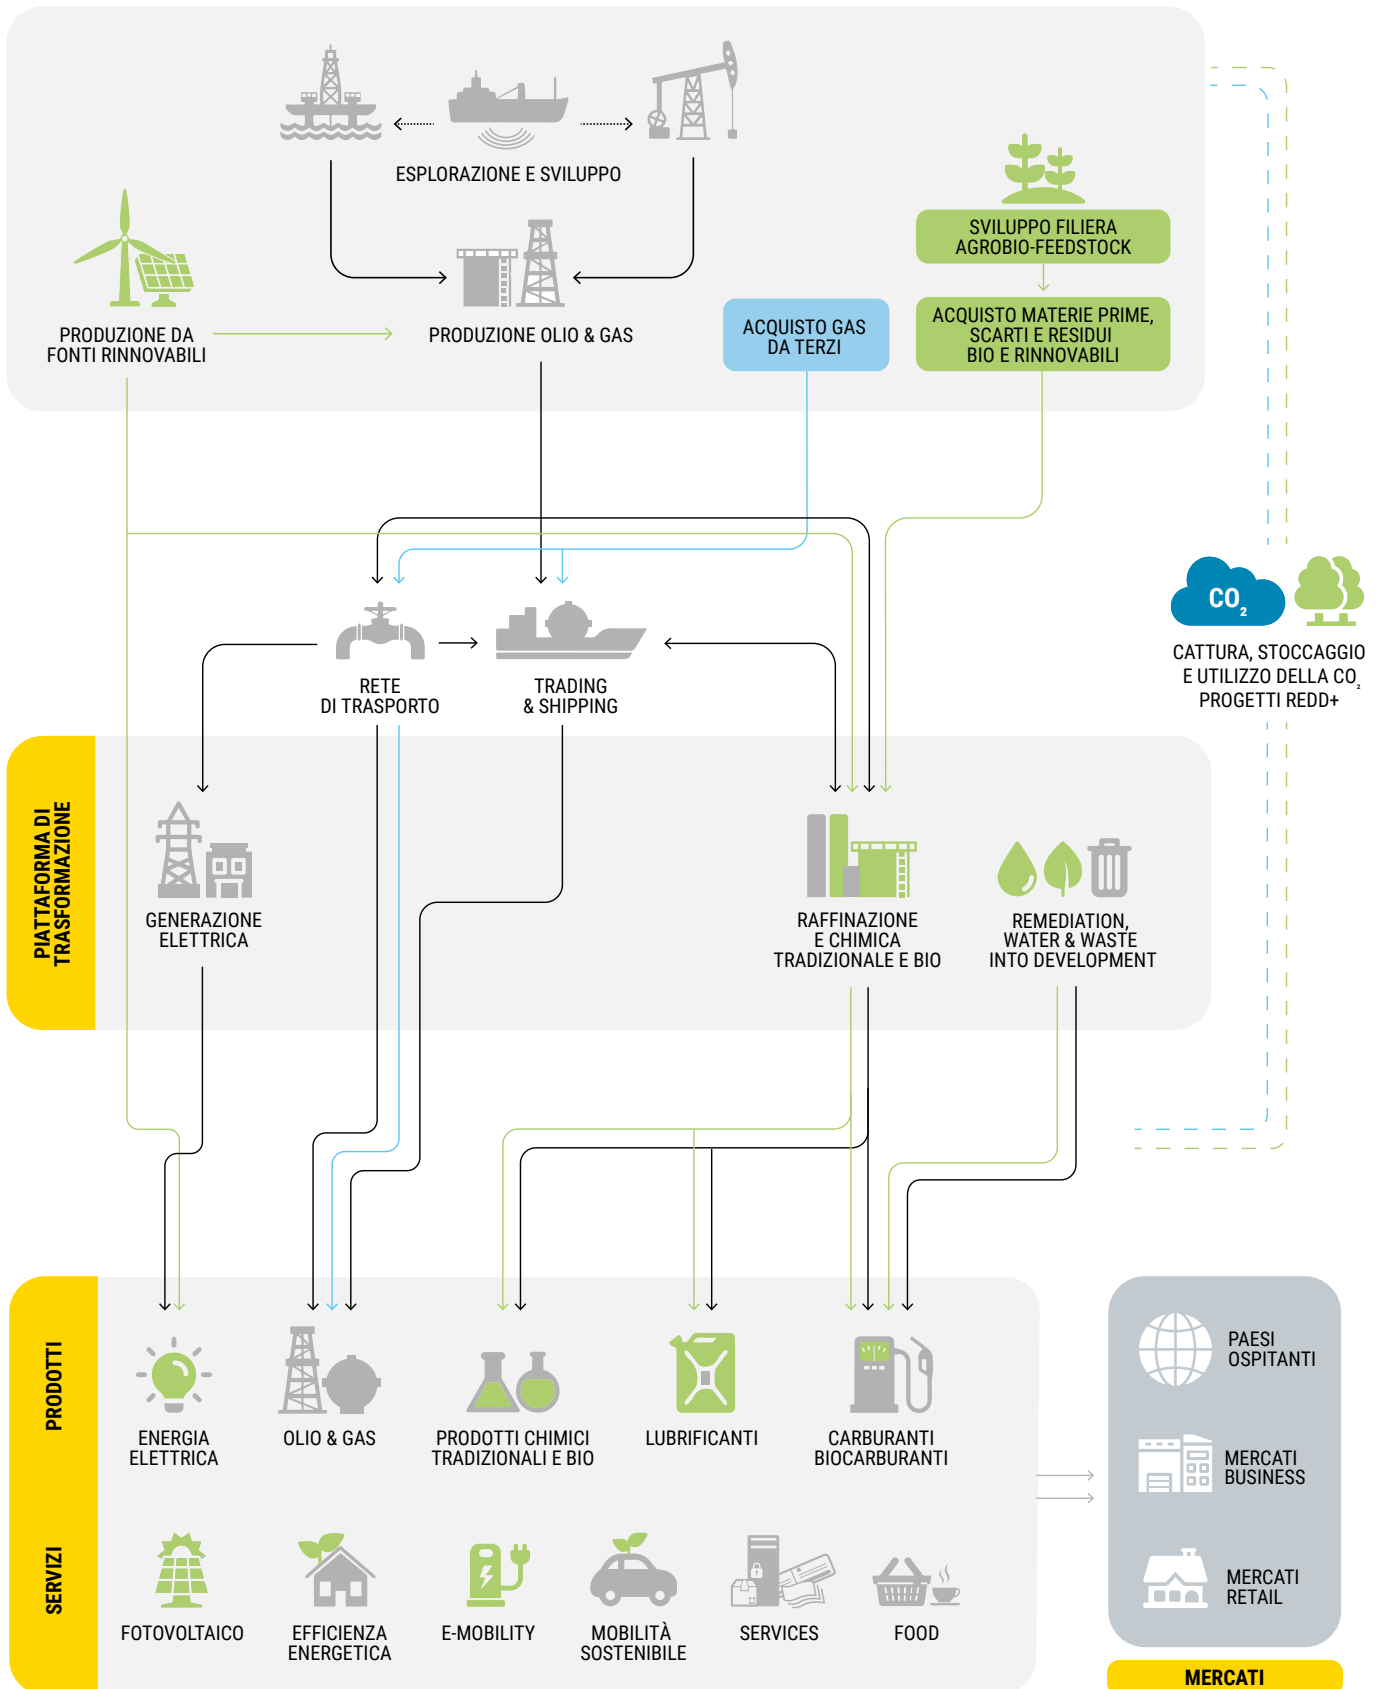 ESPLORAZIONE E SVILUPPO
SVILUPPO FILIERA
AGROBIO-FEEDSTOCK
PRODUZIONE DA
FONTI RINNOVABILI
PRODUZIONE OLIO & GAS
ACQUISTO GAS
DA TERZI
ACQUISTO MATERIE PRIME,
SCARTI E RESIDUI
BIO E RINNOVABILI
CO₂
CATTURA, STOCCAGGIO
E UTILIZZO DELLA CO₂
PROGETTI REDD+
RETE
DI TRASPORTO
TRADING
& SHIPPING
PIATTAFORMA DI
TRASFORMAZIONE
GENERAZIONE
ELETTRICA
RAFFINAZIONE
E CHIMICA
TRADIZIONALE E BIO
REMEDIATION,
WATER & WASTE
INTO DEVELOPMENT
PRODOTTI
ENERGIA
ELETTRICA
OLIO & GAS
PRODOTTI CHIMICI
TRADIZIONALI E BIO
LUBRIFICANTI
CARBURANTI
BIOCARBURANTI
SERVIZI
FOTOVOLTAICO
EFFICIENZA
ENERGETICA
E-MOBILITY
MOBILITÀ
SOSTENIBILE
SERVICES
FOOD
PAESI
OSPITANTI
MERCATI
BUSINESS
MERCATI
RETAIL
MERCATI